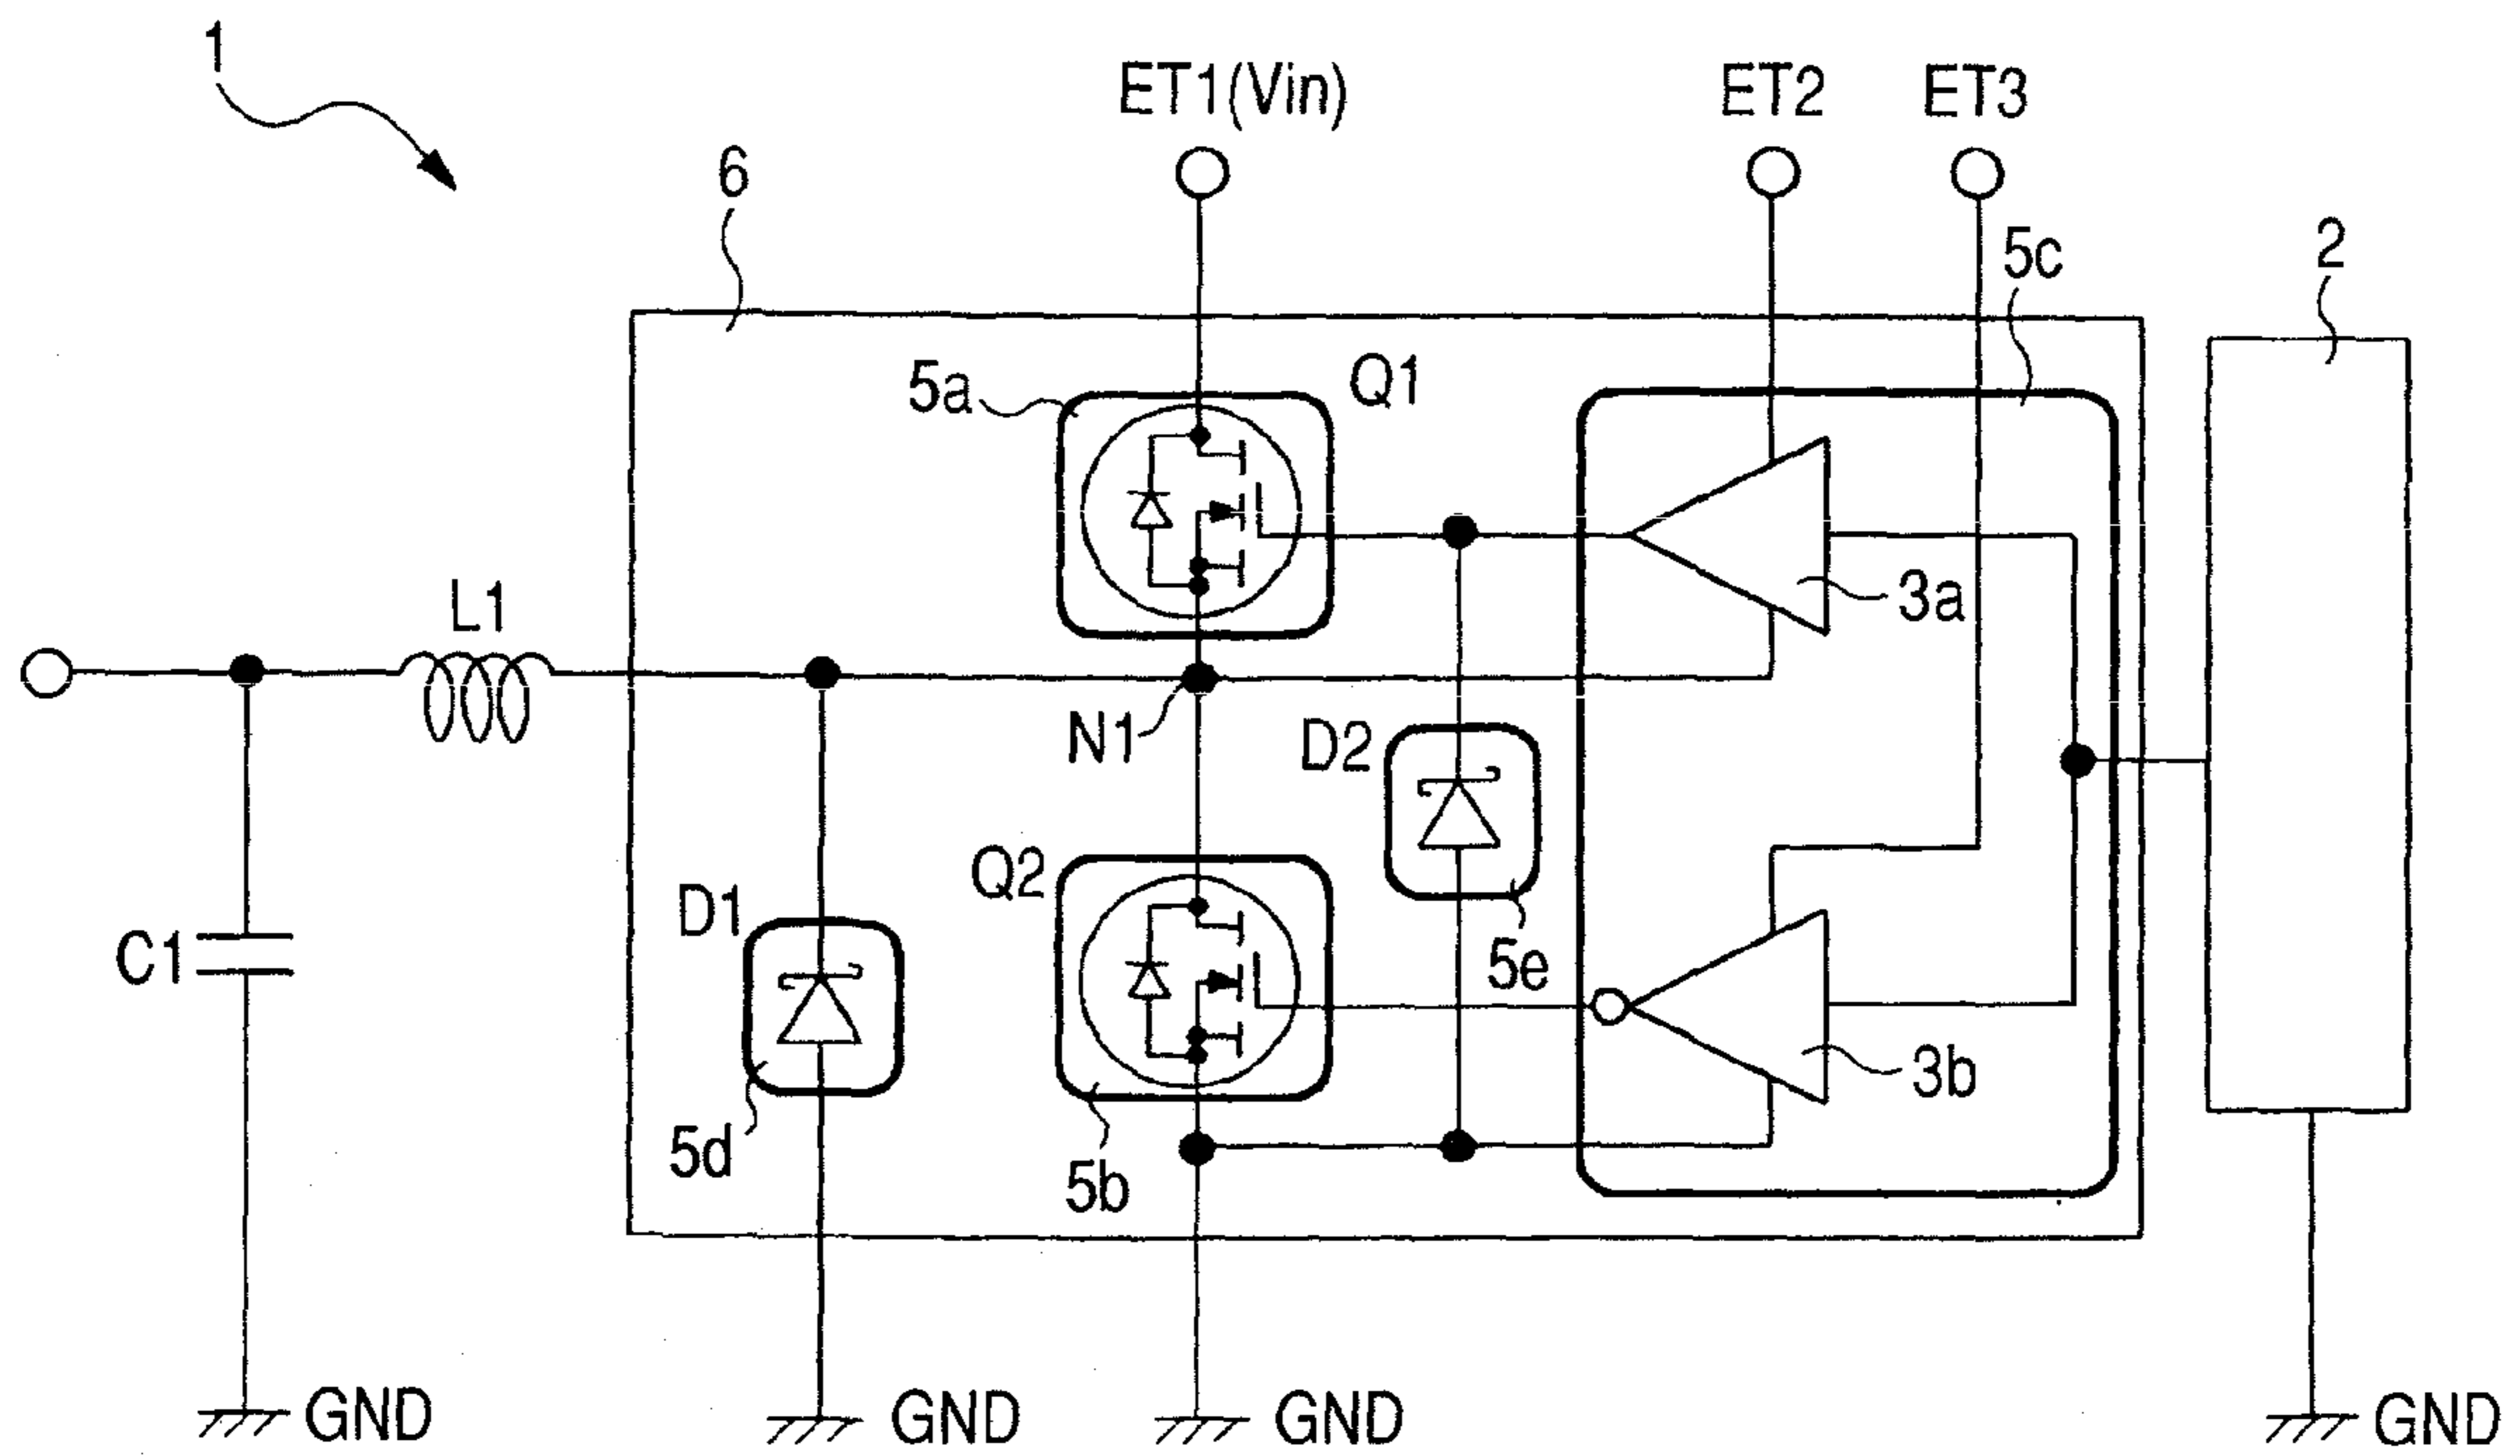 1
ET1(Vin)
ET2
ET3
6
5c
2
5a
Q1
3a
L1
N1
D2
Q2
D1
C1
5e
3b
5d
5b
GND
GND
GND
GND